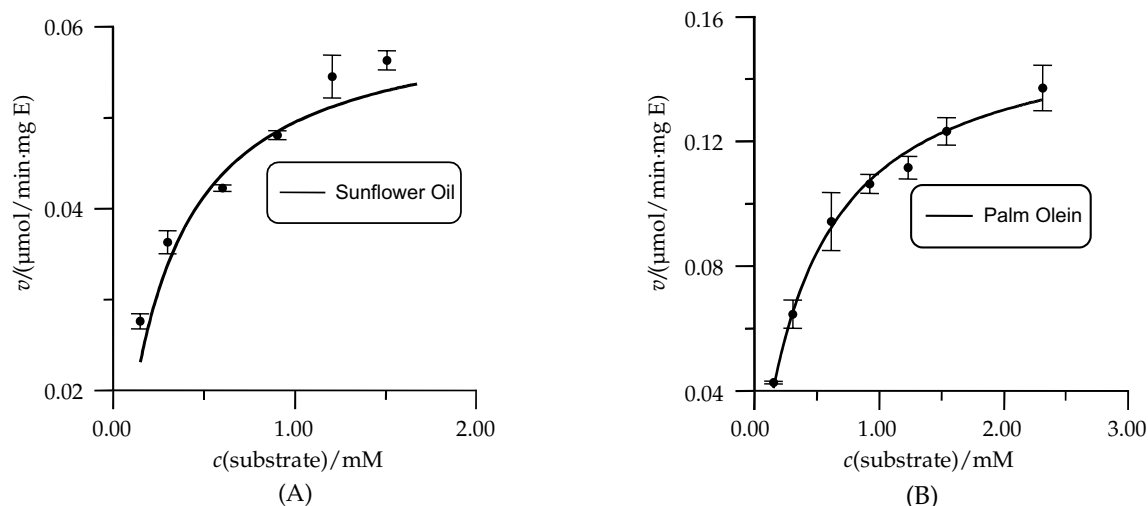 0.06
0.04
0.02
v/(μmol/min·mg E)
Sunflower Oil
0.00
1.00
2.00
c(substrate)/mM
(A)
0.16
0.12
0.08
0.04
v/(μmol/min·mg E)
Palm Olein
0.00
1.00
2.00
3.00
c(substrate)/mM
(B)